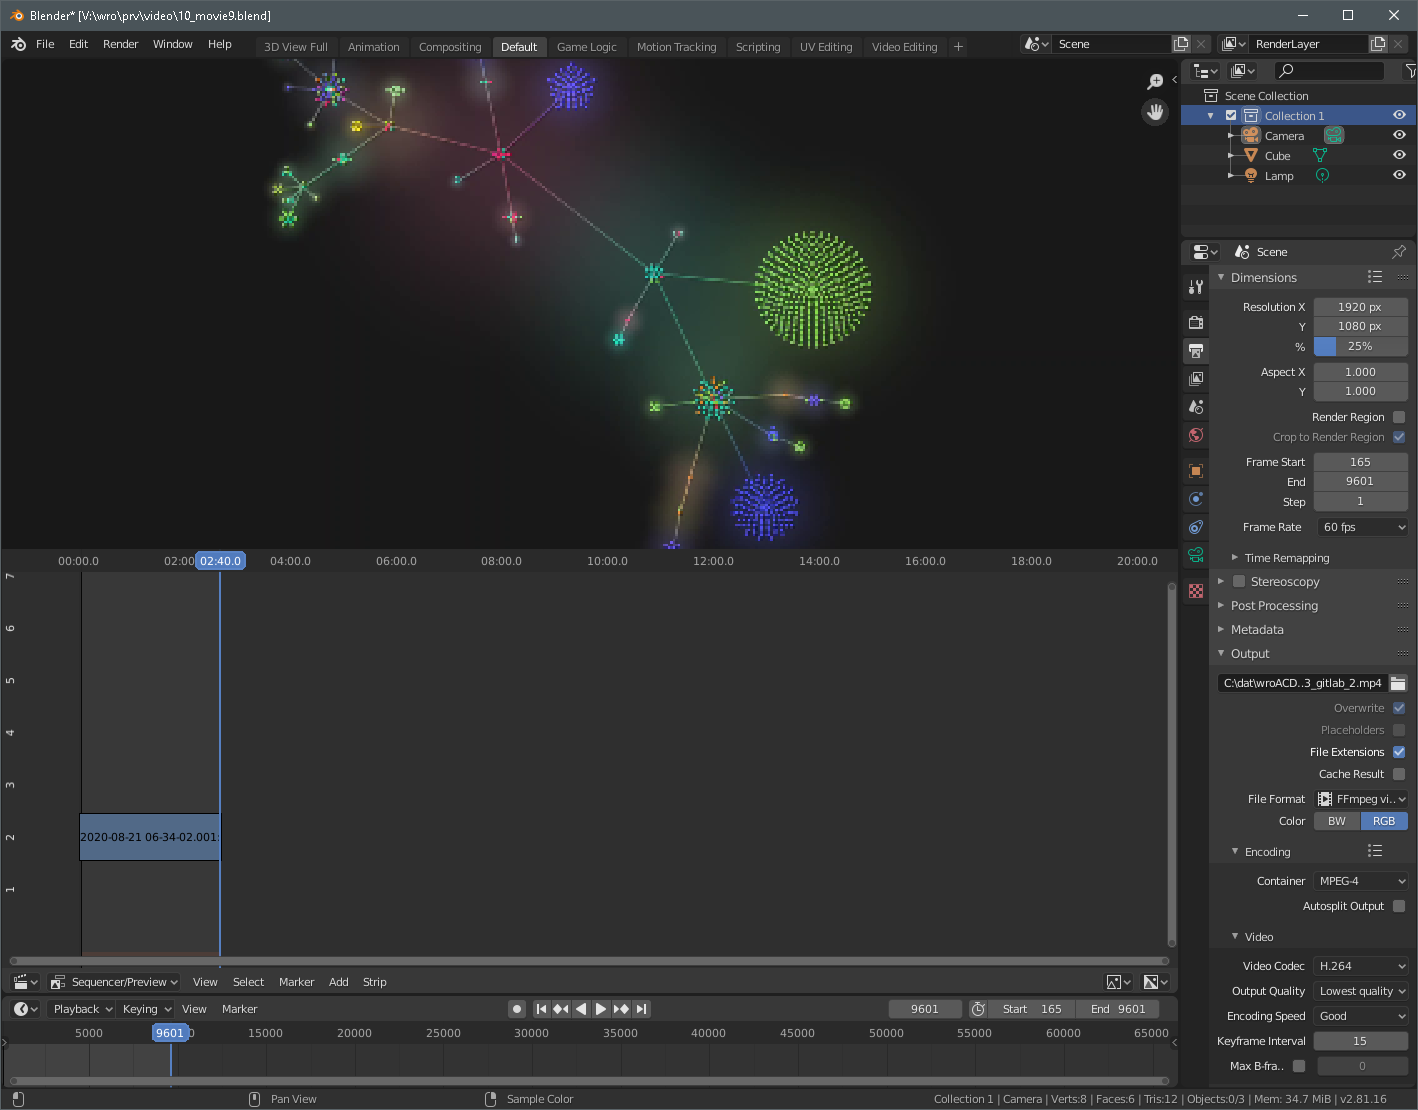 Blender* [V:\wro\prv\video\10_movie9.blend]
File Edit Render Window Help 3D View Full Animation Compositing Default Game Logic Motion Tracking Scripting UV Editing Video Editing + Scene RenderLayer
Scene Collection
Collection 1
Camera
Cube
Lamp
Scene
Dimensions
Resolution X 1920 px
Y 1080 px
% 25%
Aspect X 1.000
Y 1.000
Render Region
Crop to Render Region
Frame Start 165
End 9601
Step 1
Frame Rate 60 fps
Time Remapping
Stereoscopy
Post Processing
Metadata
Output
C:\dat\wroACD..3_gitlab_2.mp4
Overwrite
Placeholders
File Extensions
Cache Result
File Format FFmpeg vi..
Color BW RGB
Encoding
Container MPEG-4
Autosplit Output
Video
Video Codec H.264
Output Quality Lowest quality
Encoding Speed Good
Keyframe Interval 15
Max B-fra.. 0
00:00.0 02:00 02:40.0 04:00.0 06:00.0 08:00.0 10:00.0 12:00.0 14:00.0 16:00.0 18:00.0 20:00.0
7
6
5
4
3
2
1
2020-08-21 06-34-02.001:
Sequencer/Preview View Select Marker Add Strip
Playback Keying View Marker 9601 Start 165 End 9601
5000 9601 0 15000 20000 25000 30000 35000 40000 45000 50000 55000 60000 65000
Pan View Sample Color Collection 1 | Camera | Verts:8 | Faces:6 | Tris:12 | Objects:0/3 | Mem: 34.7 MiB | v2.81.16